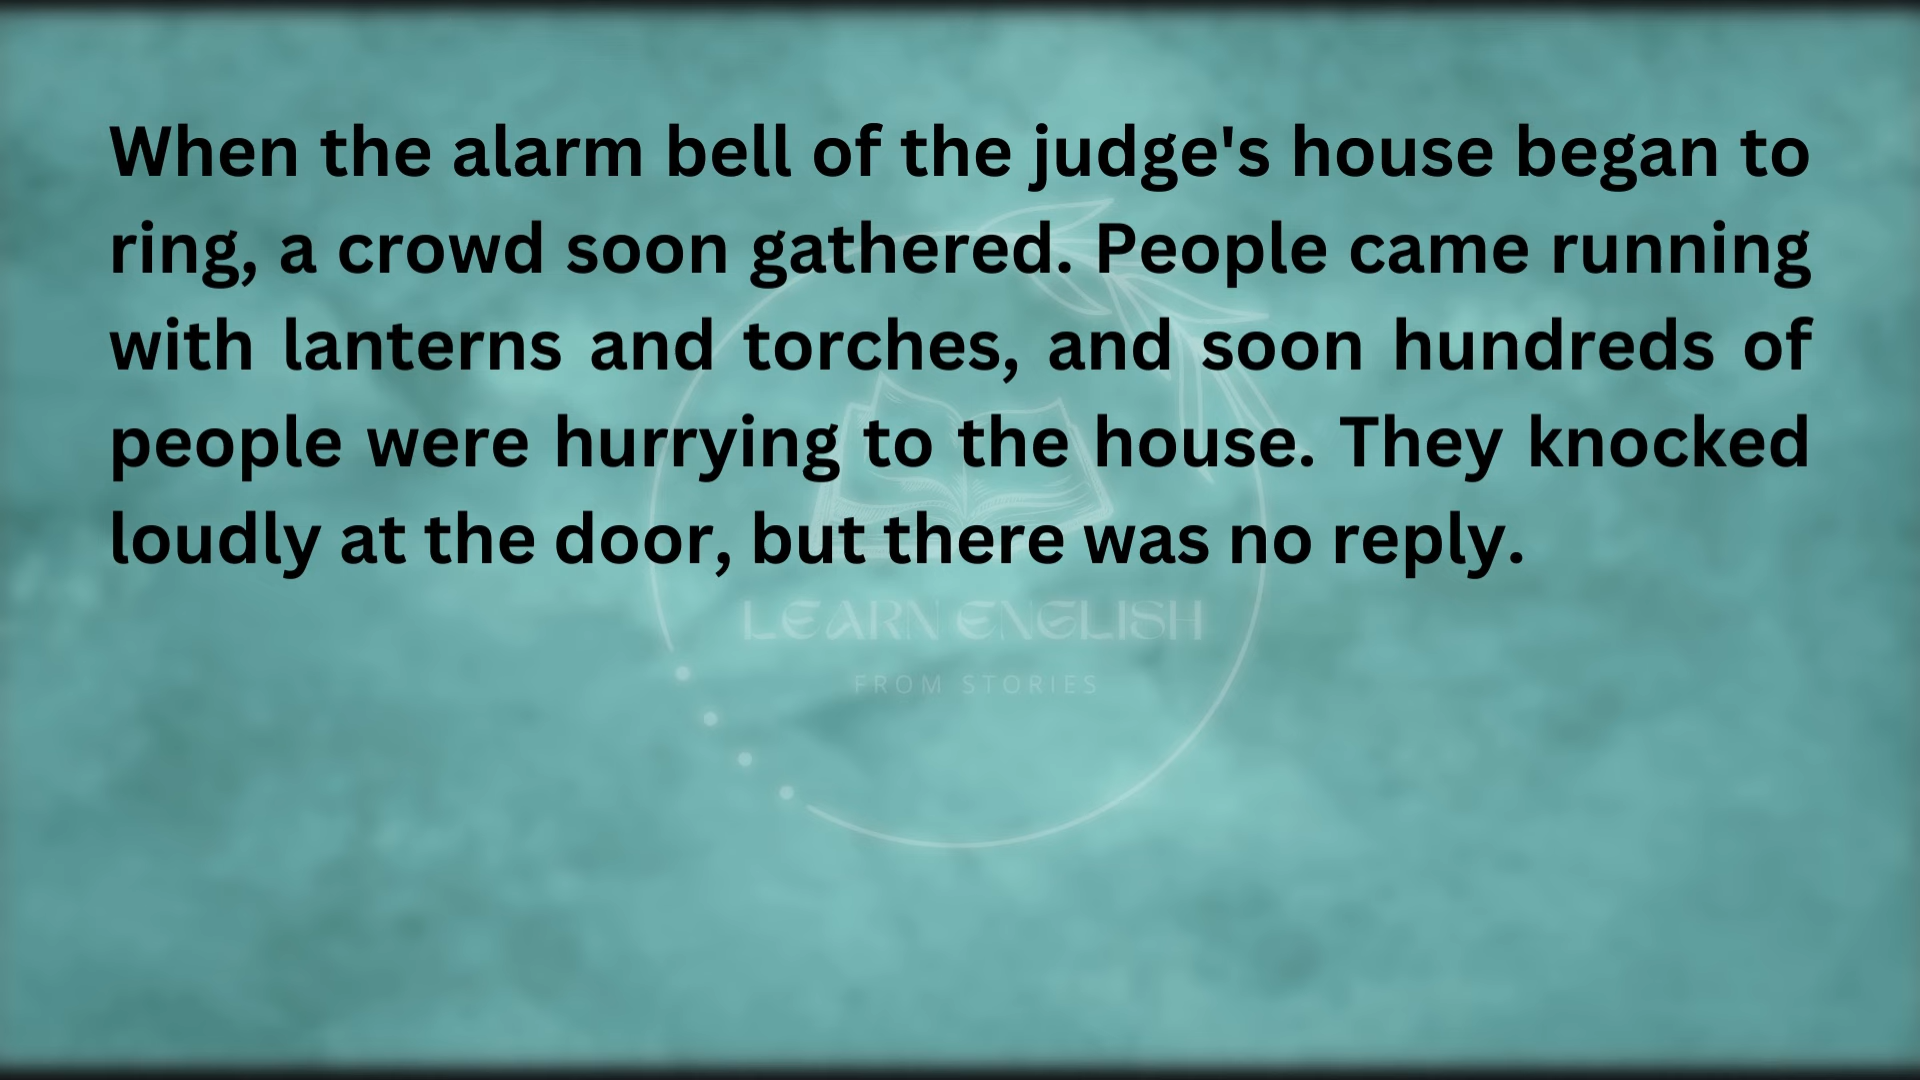 When the alarm bell of the judge's house began to
ring, a crowd soon gathered. People came running
with lanterns and torches, and soon hundreds of
people were hurrying to the house. They knocked
loudly at the door, but there was no reply.
LEARN ENGLISH
FROM STORIES